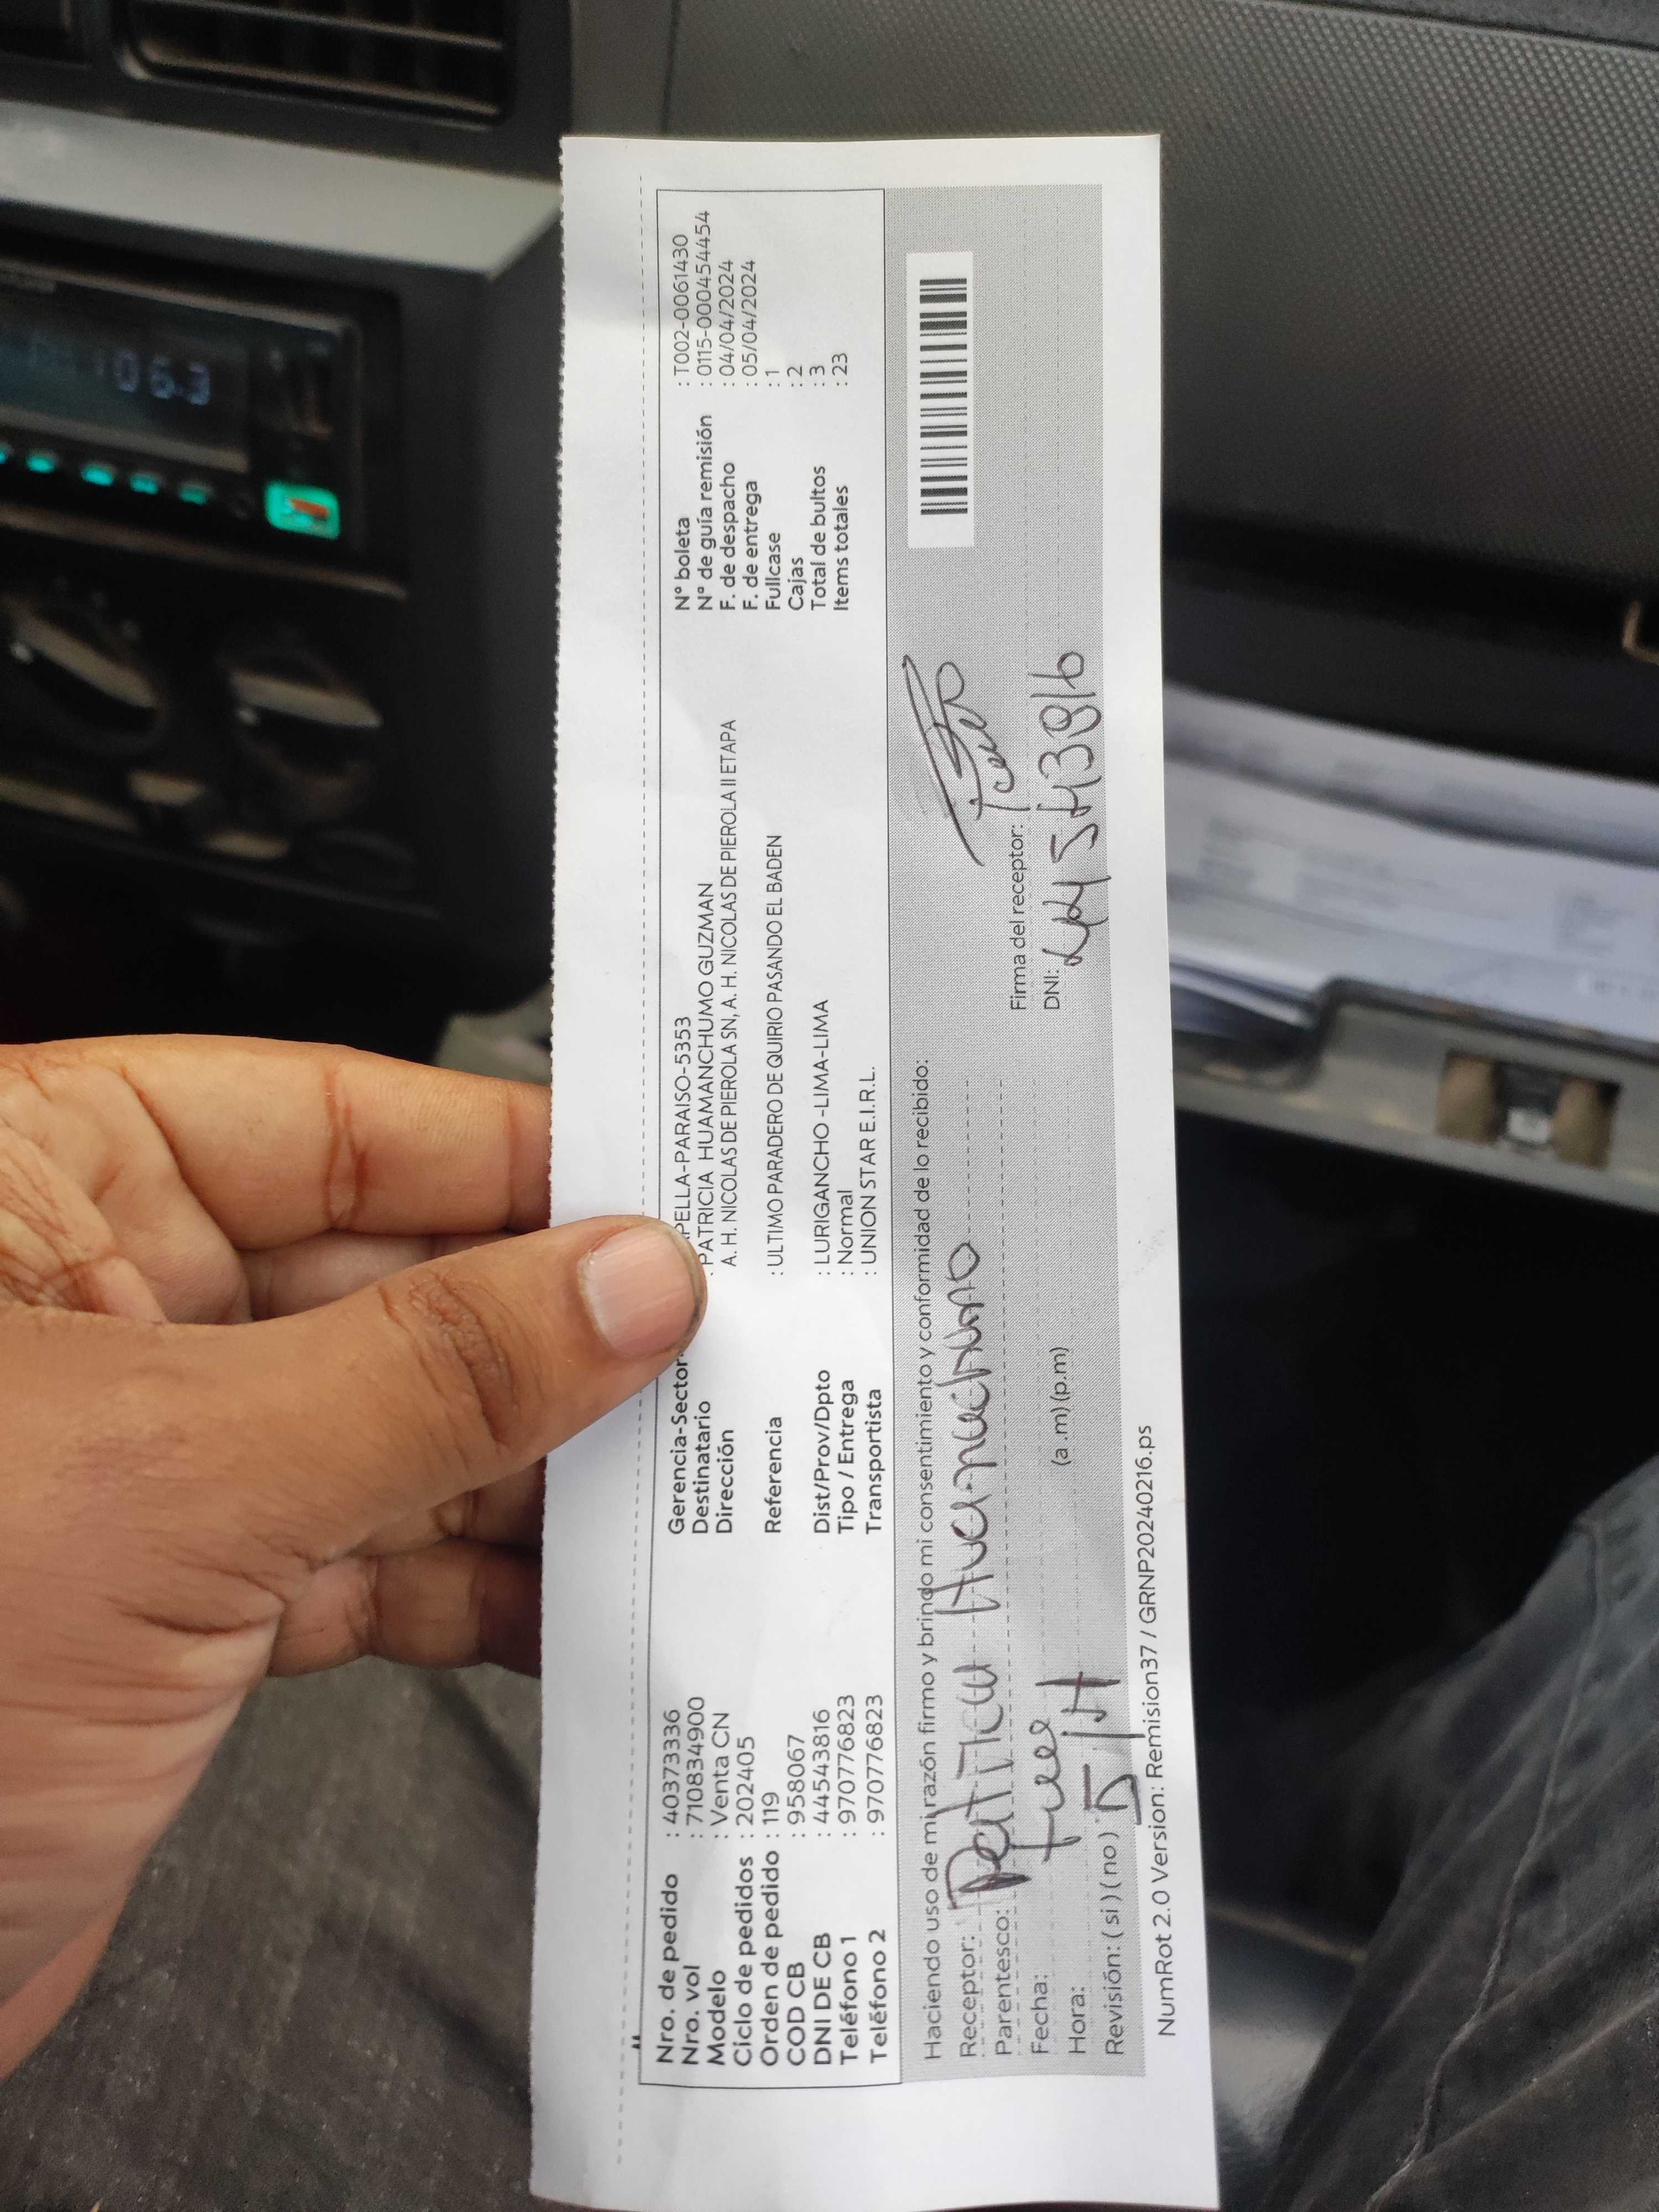 Nro. de pedido : 40373336
Nro. vol : 710834900
Modelo : Venta CN
Ciclo de pedidos : 202405
Orden de pedido : 119
COD CB : 958067
DNI DE CB : 44543816
Teléfono 1 : 970776823
Teléfono 2 : 970776823
Gerencia-Sector PELLA-PARAISO-5353
Destinatario : PATRICIA HUAMANCHUMO GUZMAN
Dirección A. H. NICOLAS DE PIEROLA SN, A. H. NICOLAS DE PIEROLA II ETAPA
Referencia : ULTIMO PARADERO DE QUIRIO PASANDO EL BADEN
Dist/Prov/Dpto : LURIGANCHO -LIMA-LIMA
Tipo / Entrega : Normal
Transportista : UNION STAR E.I.R.L.
N° boleta : T002-0061430
N° de guía remisión : 0115-000454454
F. de despacho : 04/04/2024
F. de entrega : 05/04/2024
Fullcase : 1
Cajas : 2
Total de bultos : 3
Items totales : 23
Haciendo uso de mi razón firmo y brindo mi consentimiento y conformidad de lo recibido:
Receptor: Patricia Huamachumo
Parentesco:
Fecha:
Hora: (a .m) (p.m)
Revisión: ( si ) ( no ) 5/4
Firma del receptor:
DNI: 44543816
NumRot 2.0 Version: Remision37 / GRNP20240216.ps
106.3